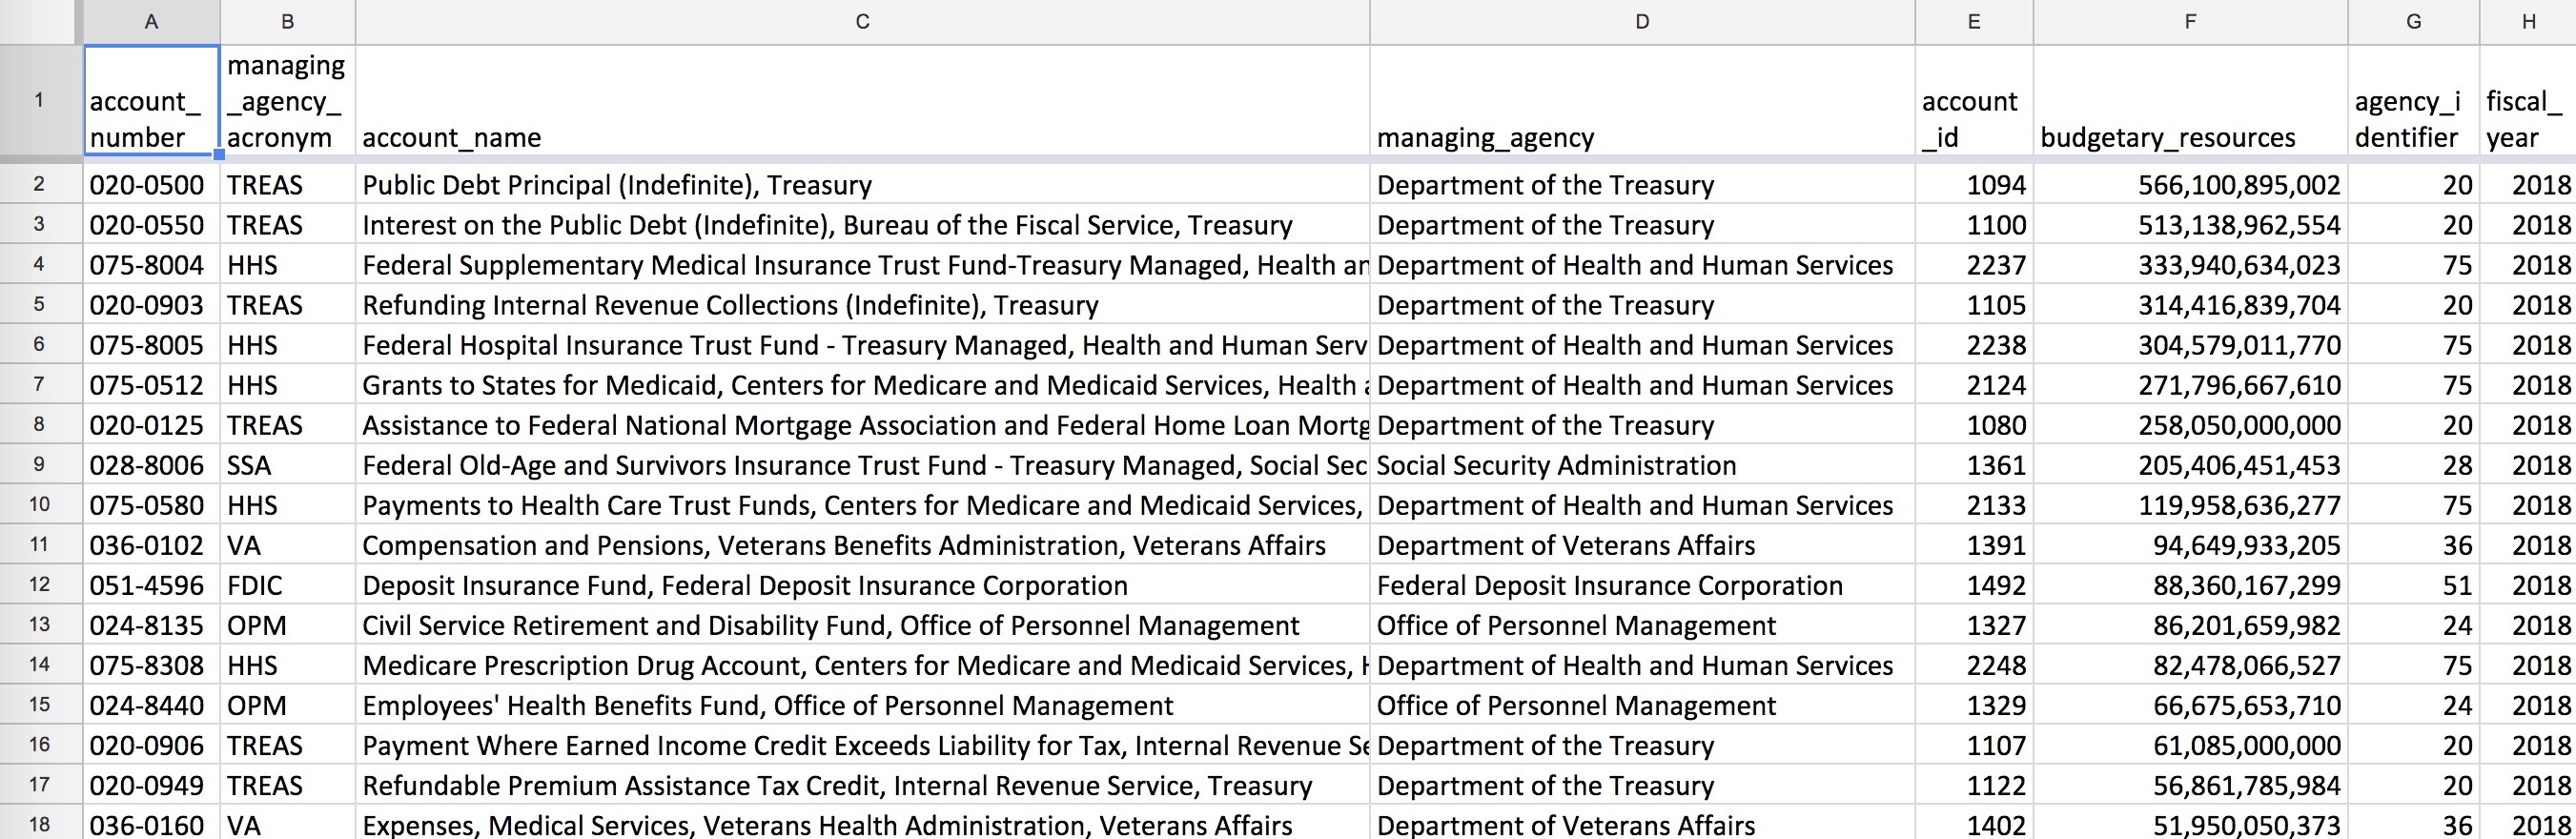 A B C D E F G H
1 account_number managing_agency_acronym account_name managing_agency account_id budgetary_resources agency_identifier fiscal_year
2 020-0500 TREAS Public Debt Principal (Indefinite), Treasury Department of the Treasury 1094 566,100,895,002 20 2018
3 020-0550 TREAS Interest on the Public Debt (Indefinite), Bureau of the Fiscal Service, Treasury Department of the Treasury 1100 513,138,962,554 20 2018
4 075-8004 HHS Federal Supplementary Medical Insurance Trust Fund-Treasury Managed, Health an Department of Health and Human Services 2237 333,940,634,023 75 2018
5 020-0903 TREAS Refunding Internal Revenue Collections (Indefinite), Treasury Department of the Treasury 1105 314,416,839,704 20 2018
6 075-8005 HHS Federal Hospital Insurance Trust Fund - Treasury Managed, Health and Human Serv Department of Health and Human Services 2238 304,579,011,770 75 2018
7 075-0512 HHS Grants to States for Medicaid, Centers for Medicare and Medicaid Services, Health Department of Health and Human Services 2124 271,796,667,610 75 2018
8 020-0125 TREAS Assistance to Federal National Mortgage Association and Federal Home Loan Mortg Department of the Treasury 1080 258,050,000,000 20 2018
9 028-8006 SSA Federal Old-Age and Survivors Insurance Trust Fund - Treasury Managed, Social Sec Social Security Administration 1361 205,406,451,453 28 2018
10 075-0580 HHS Payments to Health Care Trust Funds, Centers for Medicare and Medicaid Services, Department of Health and Human Services 2133 119,958,636,277 75 2018
11 036-0102 VA Compensation and Pensions, Veterans Benefits Administration, Veterans Affairs Department of Veterans Affairs 1391 94,649,933,205 36 2018
12 051-4596 FDIC Deposit Insurance Fund, Federal Deposit Insurance Corporation Federal Deposit Insurance Corporation 1492 88,360,167,299 51 2018
13 024-8135 OPM Civil Service Retirement and Disability Fund, Office of Personnel Management Office of Personnel Management 1327 86,201,659,982 24 2018
14 075-8308 HHS Medicare Prescription Drug Account, Centers for Medicare and Medicaid Services, Department of Health and Human Services 2248 82,478,066,527 75 2018
15 024-8440 OPM Employees' Health Benefits Fund, Office of Personnel Management Office of Personnel Management 1329 66,675,653,710 24 2018
16 020-0906 TREAS Payment Where Earned Income Credit Exceeds Liability for Tax, Internal Revenue Se Department of the Treasury 1107 61,085,000,000 20 2018
17 020-0949 TREAS Refundable Premium Assistance Tax Credit, Internal Revenue Service, Treasury Department of the Treasury 1122 56,861,785,984 20 2018
18 036-0160 VA Expenses, Medical Services, Veterans Health Administration, Veterans Affairs Department of Veterans Affairs 1402 51,950,050,373 36 2018